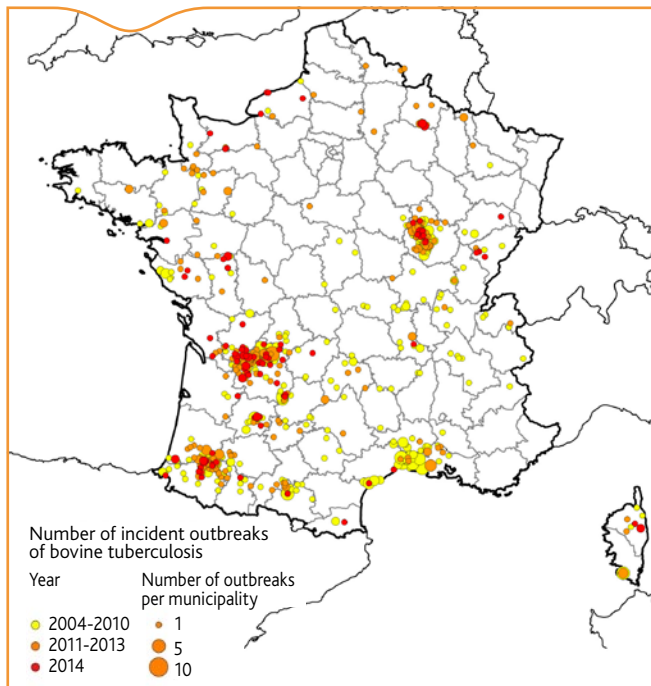 Number of incident outbreaks
of bovine tuberculosis
Year
2004-2010
2011-2013
2014
Number of outbreaks
per municipality
1
5
10